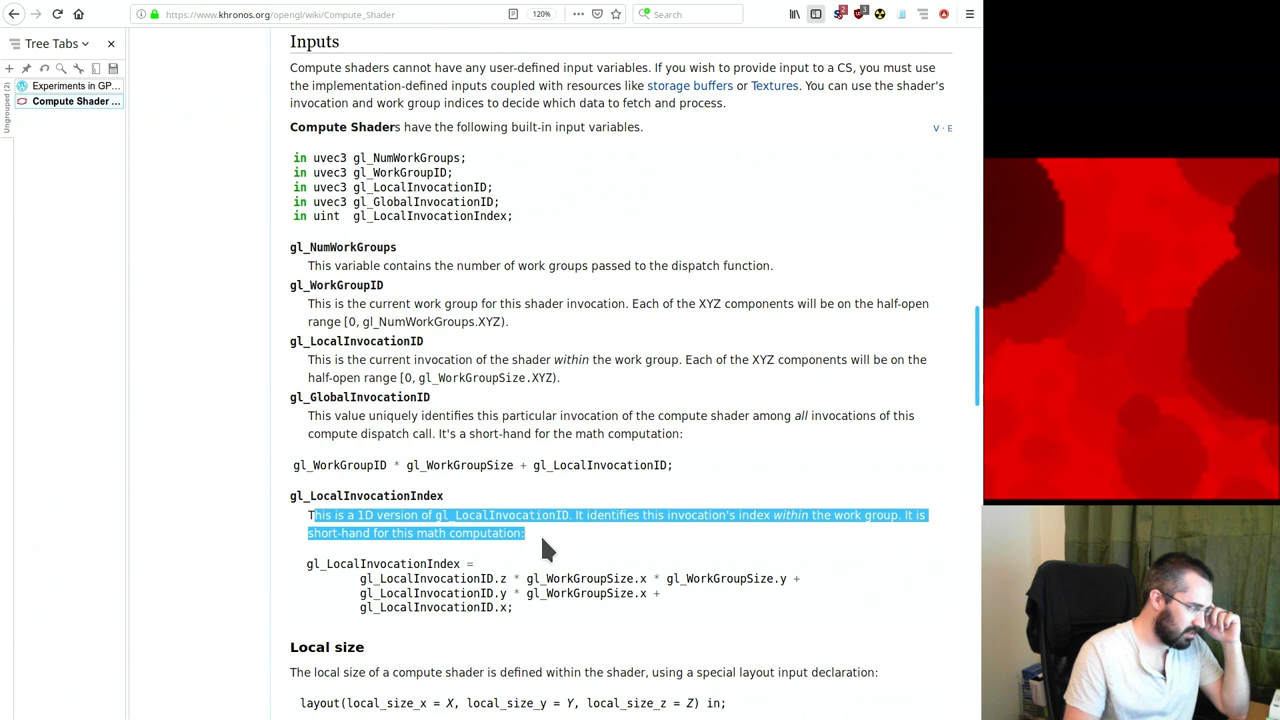 https://www.khronos.org/opengl/wiki/Compute_Shader
120%
Search
2
3
Tree Tabs
Ungrouped (2)
Experiments in GP...
Compute Shader ...
Inputs
Compute shaders cannot have any user-defined input variables. If you wish to provide input to a CS, you must use
the implementation-defined inputs coupled with resources like storage buffers or Textures. You can use the shader's
invocation and work group indices to decide which data to fetch and process.
Compute Shaders have the following built-in input variables.
V · E
in uvec3 gl_NumWorkGroups;
in uvec3 gl_WorkGroupID;
in uvec3 gl_LocalInvocationID;
in uvec3 gl_GlobalInvocationID;
in uint  gl_LocalInvocationIndex;
gl_NumWorkGroups
This variable contains the number of work groups passed to the dispatch function.
gl_WorkGroupID
This is the current work group for this shader invocation. Each of the XYZ components will be on the half-open
range [0, gl_NumWorkGroups.XYZ).
gl_LocalInvocationID
This is the current invocation of the shader within the work group. Each of the XYZ components will be on the
half-open range [0, gl_WorkGroupSize.XYZ).
gl_GlobalInvocationID
This value uniquely identifies this particular invocation of the compute shader among all invocations of this
compute dispatch call. It's a short-hand for the math computation:
gl_WorkGroupID * gl_WorkGroupSize + gl_LocalInvocationID;
gl_LocalInvocationIndex
This is a 1D version of gl_LocalInvocationID. It identifies this invocation's index within the work group. It is
short-hand for this math computation:
gl_LocalInvocationIndex =
gl_LocalInvocationID.z * gl_WorkGroupSize.x * gl_WorkGroupSize.y +
gl_LocalInvocationID.y * gl_WorkGroupSize.x +
gl_LocalInvocationID.x;
Local size
The local size of a compute shader is defined within the shader, using a special layout input declaration:
layout(local_size_x = X, local_size_y = Y, local_size_z = Z) in;